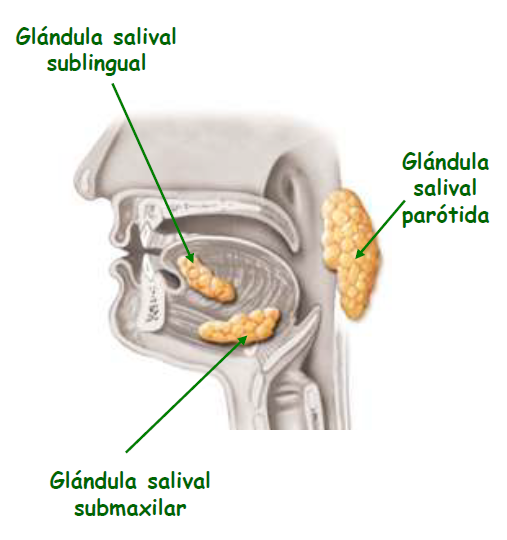 Glándula salival
sublingual
Glándula
salival
parótida
Glándula salival
submaxilar